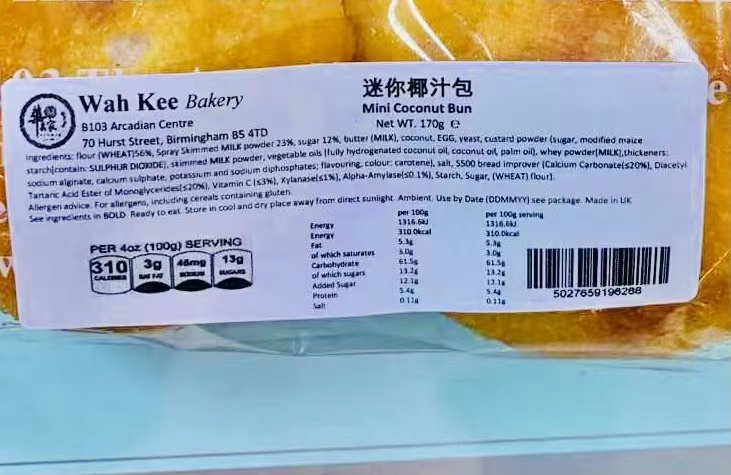 Wah Kee Bakery
B103 Arcadian Centre
70 Hurst Street, Birmingham B5 4TD
迷你椰汁包
Mini Coconut Bun
Net WT. 170g e
Ingredients: flour (WHEAT)56%, Spray Skimmed MILK powder 23%, sugar 12%, butter (MILK), coconut, EGG, yeast, custard powder (sugar, modified maize
starch(contain: SULPHUR DIOXIDE), skimmed MILK powder, vegetable oils (fully hydrogenated coconut oil, coconut oil, palm oil), whey powder(MILK),thickeners:
sodium alginate, calcium sulphate, potassium and sodium diphosphates; flavouring, colour: carotene), salt, S500 bread improver (Calcium Carbonate(≤20%), Diacetyl
Tartaric Acid Ester of Monoglycerides(≤20%), Vitamin C (≤3%), Xylanase(≤1%), Alpha-Amylase(≤0.1%), Starch, Sugar, (WHEAT) flour).
Allergen advice. For allergens, including cereals containing gluten.
See ingredients in BOLD. Ready to eat. Store in cool and dry place away from direct sunlight. Ambient. Use by Date (DDMMYY) see package. Made in UK
PER 4oz (100g) SERVING
310 3g 46mg 13g
CALORIES SAT FAT SODIUM SUGARS
per 100g per 100g serving
Energy 1316.6kJ 1316.6kJ
Energy 310.0kcal 310.0kcal
Fat 5.3g 5.3g
of which saturates 3.0g 3.0g
Carbohydrate 61.5g 61.5g
of which sugars 13.2g 13.2g
Added Sugar 12.1g 12.1g
Protein 5.4g 5.4g
Salt 0.11g 0.11g
5027659196268